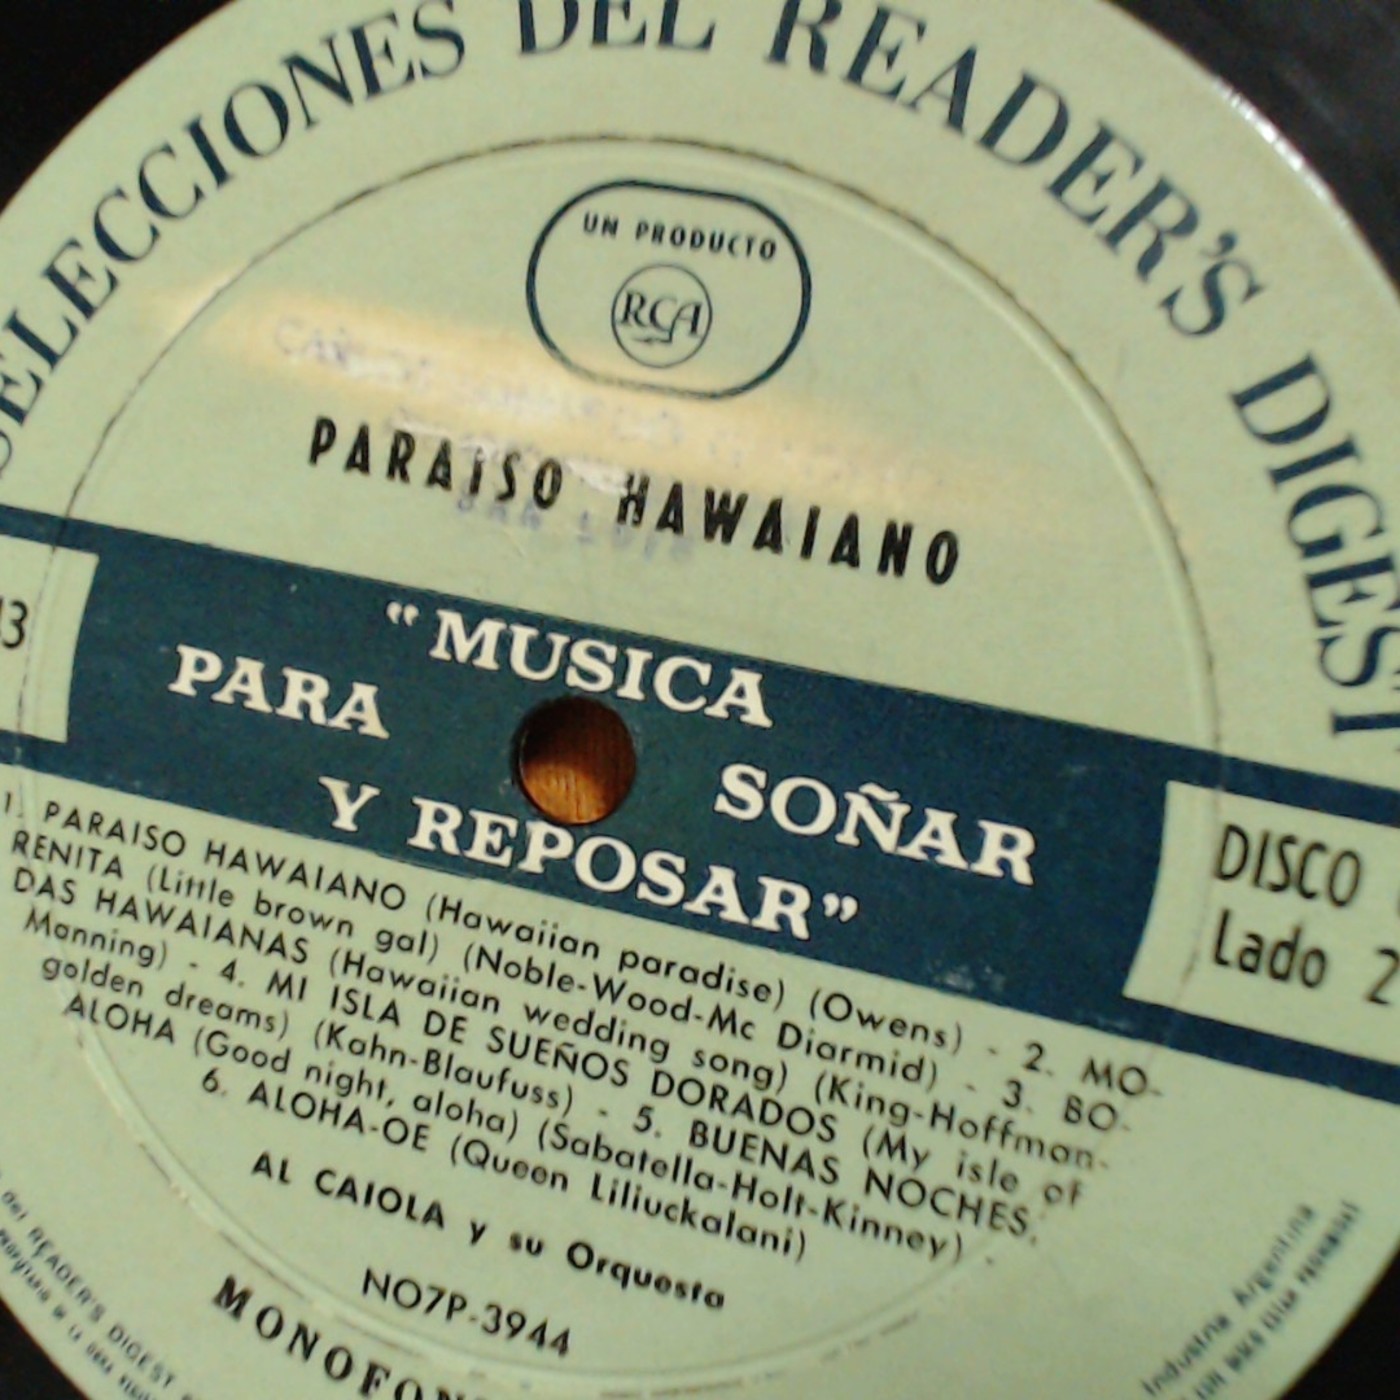 SELECCIONES DEL READER'S DIGEST
UN PRODUCTO
RCA
PARAISO HAWAIANO
"MUSICA
PARA SOÑAR
Y REPOSAR"
DISCO
Lado 2
1. PARAISO HAWAIANO (Hawaiian paradise) (Owens) - 2. MO-
RENITA (Little brown gal) (Noble-Wood-Mc Diarmid) - 3. BO-
DAS HAWAIANAS (Hawaiian wedding song) (King-Hoffman-
Manning) - 4. MI ISLA DE SUEÑOS DORADOS (My isle of
golden dreams) (Kahn-Blaufuss) - 5. BUENAS NOCHES,
ALOHA (Good night, aloha) (Sabatella-Holt-Kinney) -
6. ALOHA-OE (Queen Liliuckalani)
AL CAIOLA y su Orquesta
NO7P-3944
MONOFON
del READER'S DIGEST
Industria Argentina